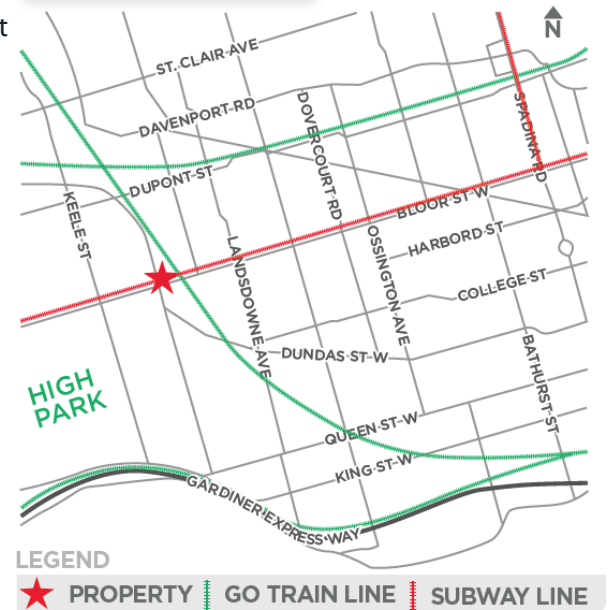 t
N
ST. CLAIR AVE
DAVENPORT RD
DOVERCOURT RD
SPADINA RD
DUPONT ST
KEELE ST
BLOOR ST W
HARBORD ST
LANDSDOWNE AVE
OSSINGTON AVE
COLLEGE ST
DUNDAS ST W
BATHURST ST
HIGH
PARK
QUEEN ST W
KING ST W
GARDINER EXPRESS WAY
LEGEND
PROPERTY
GO TRAIN LINE
SUBWAY LINE